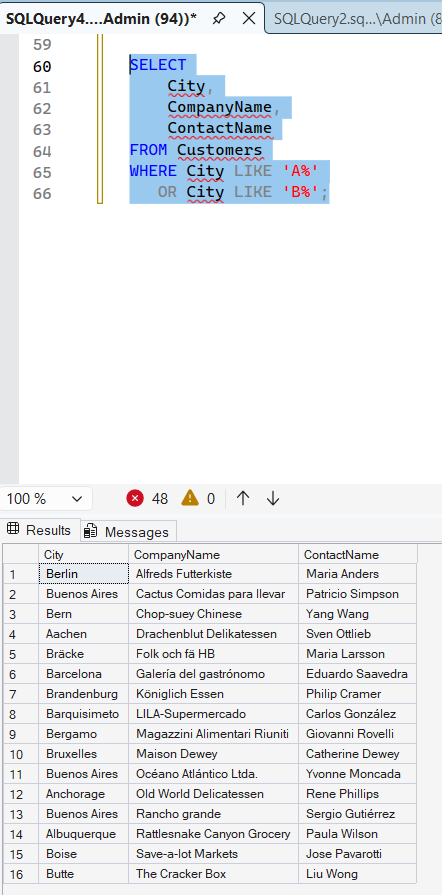 SQLQuery4....Admin (94))* SQLQuery2.sq...\Admin (8
59
60 SELECT
61 City,
62 CompanyName,
63 ContactName
64 FROM Customers
65 WHERE City LIKE 'A%'
66 OR City LIKE 'B%';
100 % 48 0
Results Messages
City CompanyName ContactName
1 Berlin Alfreds Futterkiste Maria Anders
2 Buenos Aires Cactus Comidas para llevar Patricio Simpson
3 Bern Chop-suey Chinese Yang Wang
4 Aachen Drachenblut Delikatessen Sven Ottlieb
5 Bräcke Folk och fä HB Maria Larsson
6 Barcelona Galería del gastrónomo Eduardo Saavedra
7 Brandenburg Königlich Essen Philip Cramer
8 Barquisimeto LILA-Supermercado Carlos González
9 Bergamo Magazzini Alimentari Riuniti Giovanni Rovelli
10 Bruxelles Maison Dewey Catherine Dewey
11 Buenos Aires Océano Atlántico Ltda. Yvonne Moncada
12 Anchorage Old World Delicatessen Rene Phillips
13 Buenos Aires Rancho grande Sergio Gutiérrez
14 Albuquerque Rattlesnake Canyon Grocery Paula Wilson
15 Boise Save-a-lot Markets Jose Pavarotti
16 Butte The Cracker Box Liu Wong